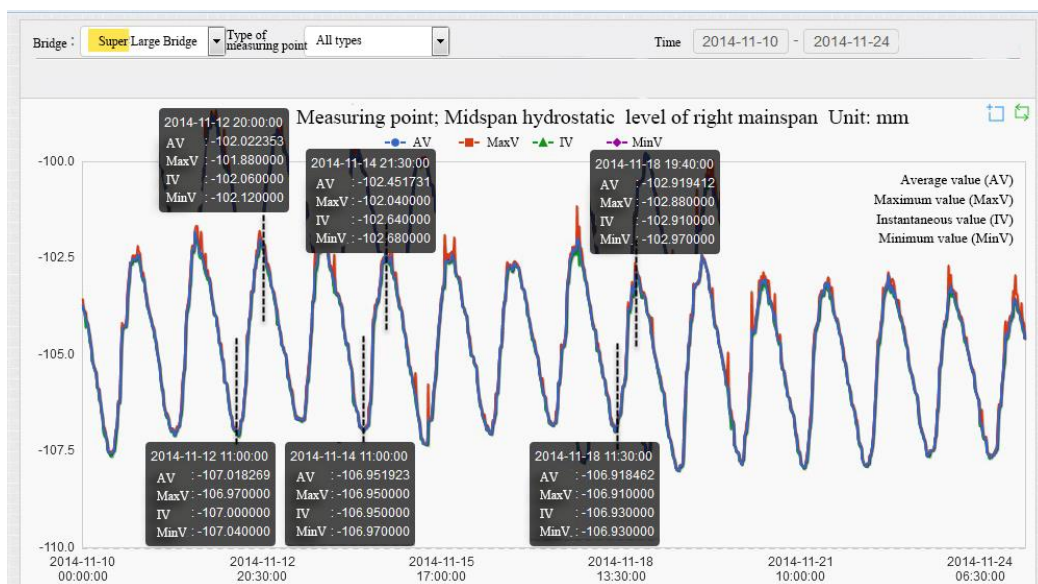 Bridge : Super Large Bridge Type of measuring point All types Time 2014-11-10 - 2014-11-24
Measuring point; Midspan hydrostatic level of right mainspan Unit: mm
AV MaxV IV MinV
Average value (AV)
Maximum value (MaxV)
Instantaneous value (IV)
Minimum value (MinV)
2014-11-12 20:00:00
AV : -102.022353
MaxV : -101.880000
IV : -102.060000
MinV : -102.120000
2014-11-14 21:30:00
AV : -102.451731
MaxV : -102.040000
IV : -102.640000
MinV : -102.680000
2014-11-18 19:40:00
AV : -102.919412
MaxV : -102.880000
IV : -102.910000
MinV : -102.970000
-100.0
-102.5
-105.0
-107.5
-110.0
2014-11-12 11:00:00
AV : -107.018269
MaxV : -106.970000
IV : -107.000000
MinV : -107.040000
2014-11-14 11:00:00
AV : -106.951923
MaxV : -106.950000
IV : -106.950000
MinV : -106.970000
2014-11-18 11:30:00
AV : -106.918462
MaxV : -106.910000
IV : -106.930000
MinV : -106.930000
2014-11-10 00:00:00
2014-11-12 20:30:00
2014-11-15 17:00:00
2014-11-18 13:30:00
2014-11-21 10:00:00
2014-11-24 06:30:00